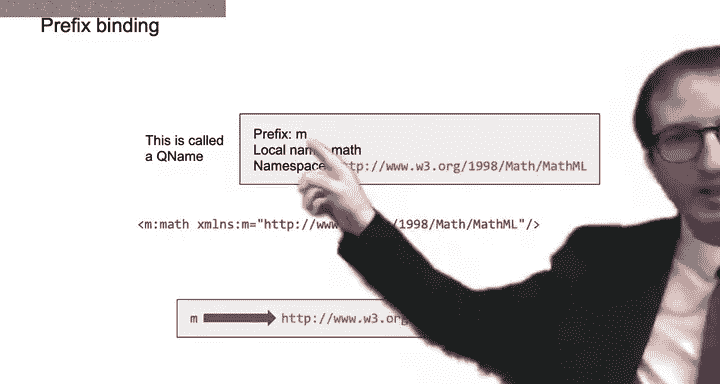 Prefix binding
This is called
a QName
Prefix: m
Local name math
Namespace http://www.w3.org/1998/Math/MathML
<m:math xmlns:m="http://www /1998/Math/MathML"/>
m http://www.w3.org